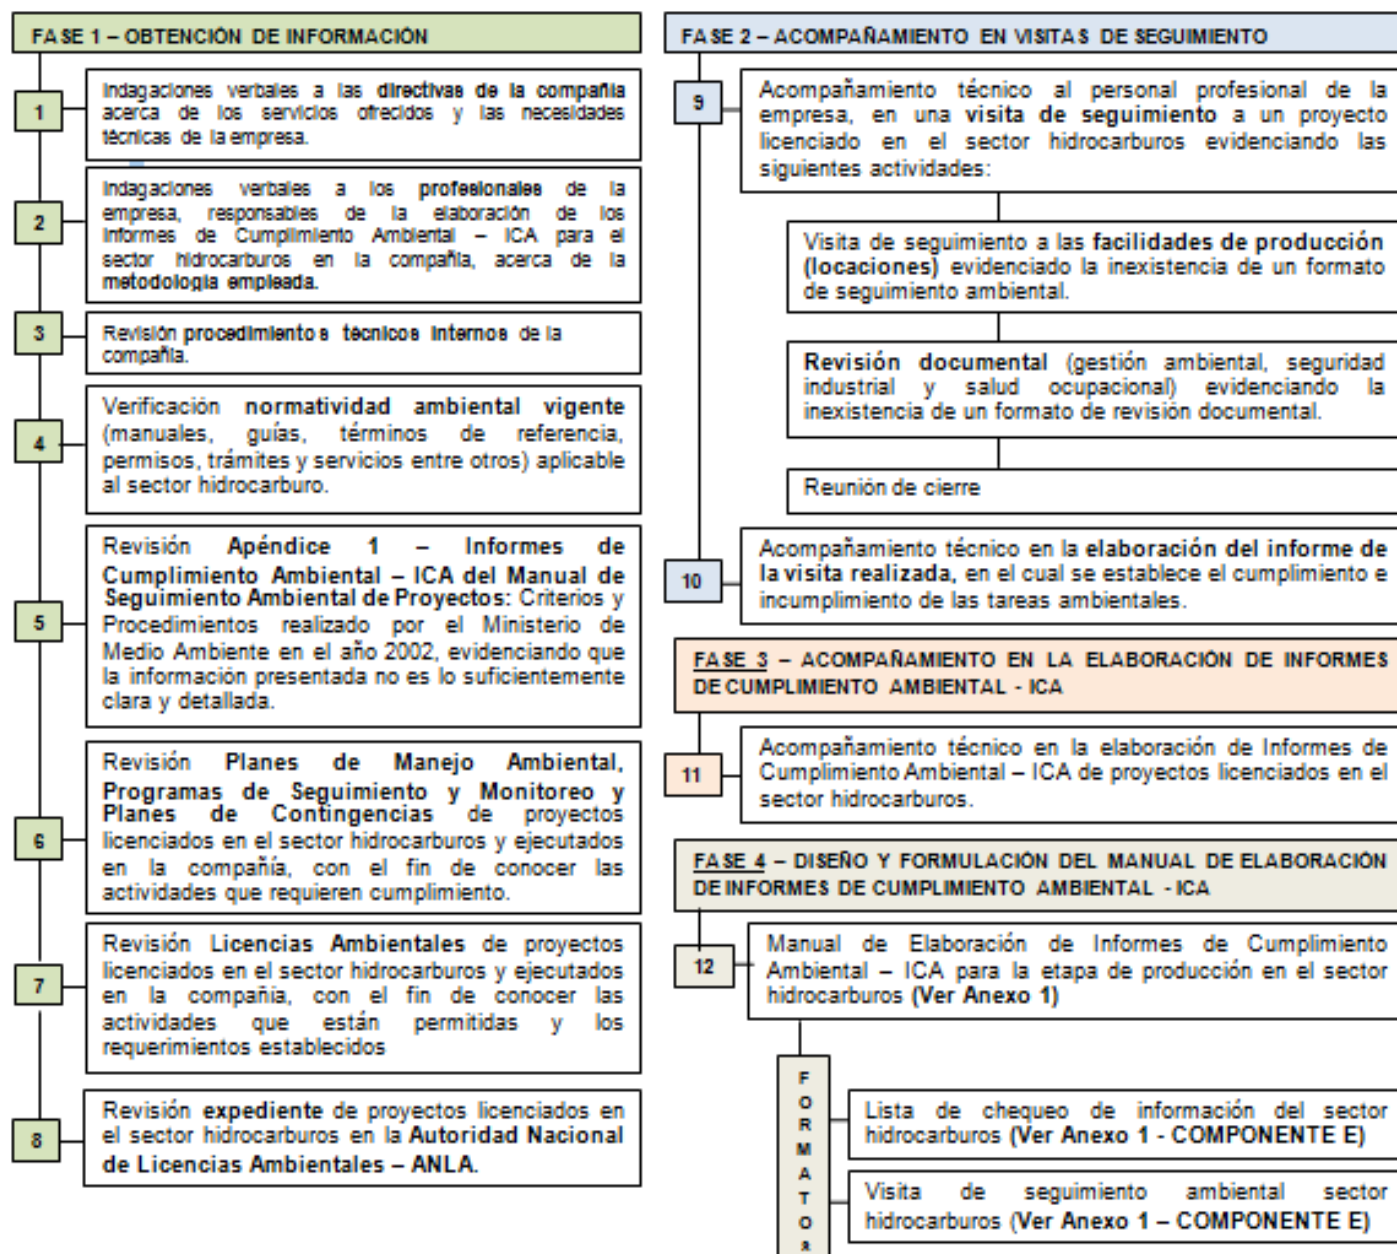 FASE 1 – OBTENCIÓN DE INFORMACIÓN
1
Indagaciones verbales a las directivas de la compañía
acerca de los servicios ofrecidos y las necesidades
técnicas de la empresa.
2
Indagaciones verbales a los profesionales de la
empresa, responsables de la elaboración de los
Informes de Cumplimiento Ambiental – ICA para el
sector hidrocarburos en la compañía, acerca de la
metodología empleada.
3
Revisión procedimientos técnicos internos de la
compañía.
4
Verificación normatividad ambiental vigente
(manuales, guías, términos de referencia,
permisos, trámites y servicios entre otros) aplicable
al sector hidrocarburo.
5
Revisión Apéndice 1 – Informes de
Cumplimiento Ambiental – ICA del Manual de
Seguimiento Ambiental de Proyectos: Criterios y
Procedimientos realizado por el Ministerio de
Medio Ambiente en el año 2002, evidenciando que
la información presentada no es lo suficientemente
clara y detallada.
6
Revisión Planes de Manejo Ambiental,
Programas de Seguimiento y Monitoreo y
Planes de Contingencias de proyectos
licenciados en el sector hidrocarburos y ejecutados
en la compañía, con el fin de conocer las
actividades que requieren cumplimiento.
7
Revisión Licencias Ambientales de proyectos
licenciados en el sector hidrocarburos y ejecutados
en la compañia, con el fin de conocer las
actividades que están permitidas y los
requerimientos establecidos
8
Revisión expediente de proyectos licenciados en
el sector hidrocarburos en la Autoridad Nacional
de Licencias Ambientales – ANLA.
FASE 2 – ACOMPAÑAMIENTO EN VISITAS DE SEGUIMIENTO
9
Acompañamiento técnico al personal profesional de la
empresa, en una visita de seguimiento a un proyecto
licenciado en el sector hidrocarburos evidenciando las
siguientes actividades:
Visita de seguimiento a las facilidades de producción
(locaciones) evidenciado la inexistencia de un formato
de seguimiento ambiental.
Revisión documental (gestión ambiental, seguridad
industrial y salud ocupacional) evidenciando la
inexistencia de un formato de revisión documental.
Reunión de cierre
10
Acompañamiento técnico en la elaboración del informe de
la visita realizada, en el cual se establece el cumplimiento e
incumplimiento de las tareas ambientales.
FASE 3 – ACOMPAÑAMIENTO EN LA ELABORACIÓN DE INFORMES
DE CUMPLIMIENTO AMBIENTAL - ICA
11
Acompañamiento técnico en la elaboración de Informes de
Cumplimiento Ambiental – ICA de proyectos licenciados en el
sector hidrocarburos.
FASE 4 – DISEÑO Y FORMULACIÓN DEL MANUAL DE ELABORACIÓN
DE INFORMES DE CUMPLIMIENTO AMBIENTAL - ICA
12
Manual de Elaboración de Informes de Cumplimiento
Ambiental – ICA para la etapa de producción en el sector
hidrocarburos (Ver Anexo 1)
FORMATOS
Lista de chequeo de información del sector
hidrocarburos (Ver Anexo 1 - COMPONENTE E)
Visita de seguimiento ambiental sector
hidrocarburos (Ver Anexo 1 – COMPONENTE E)